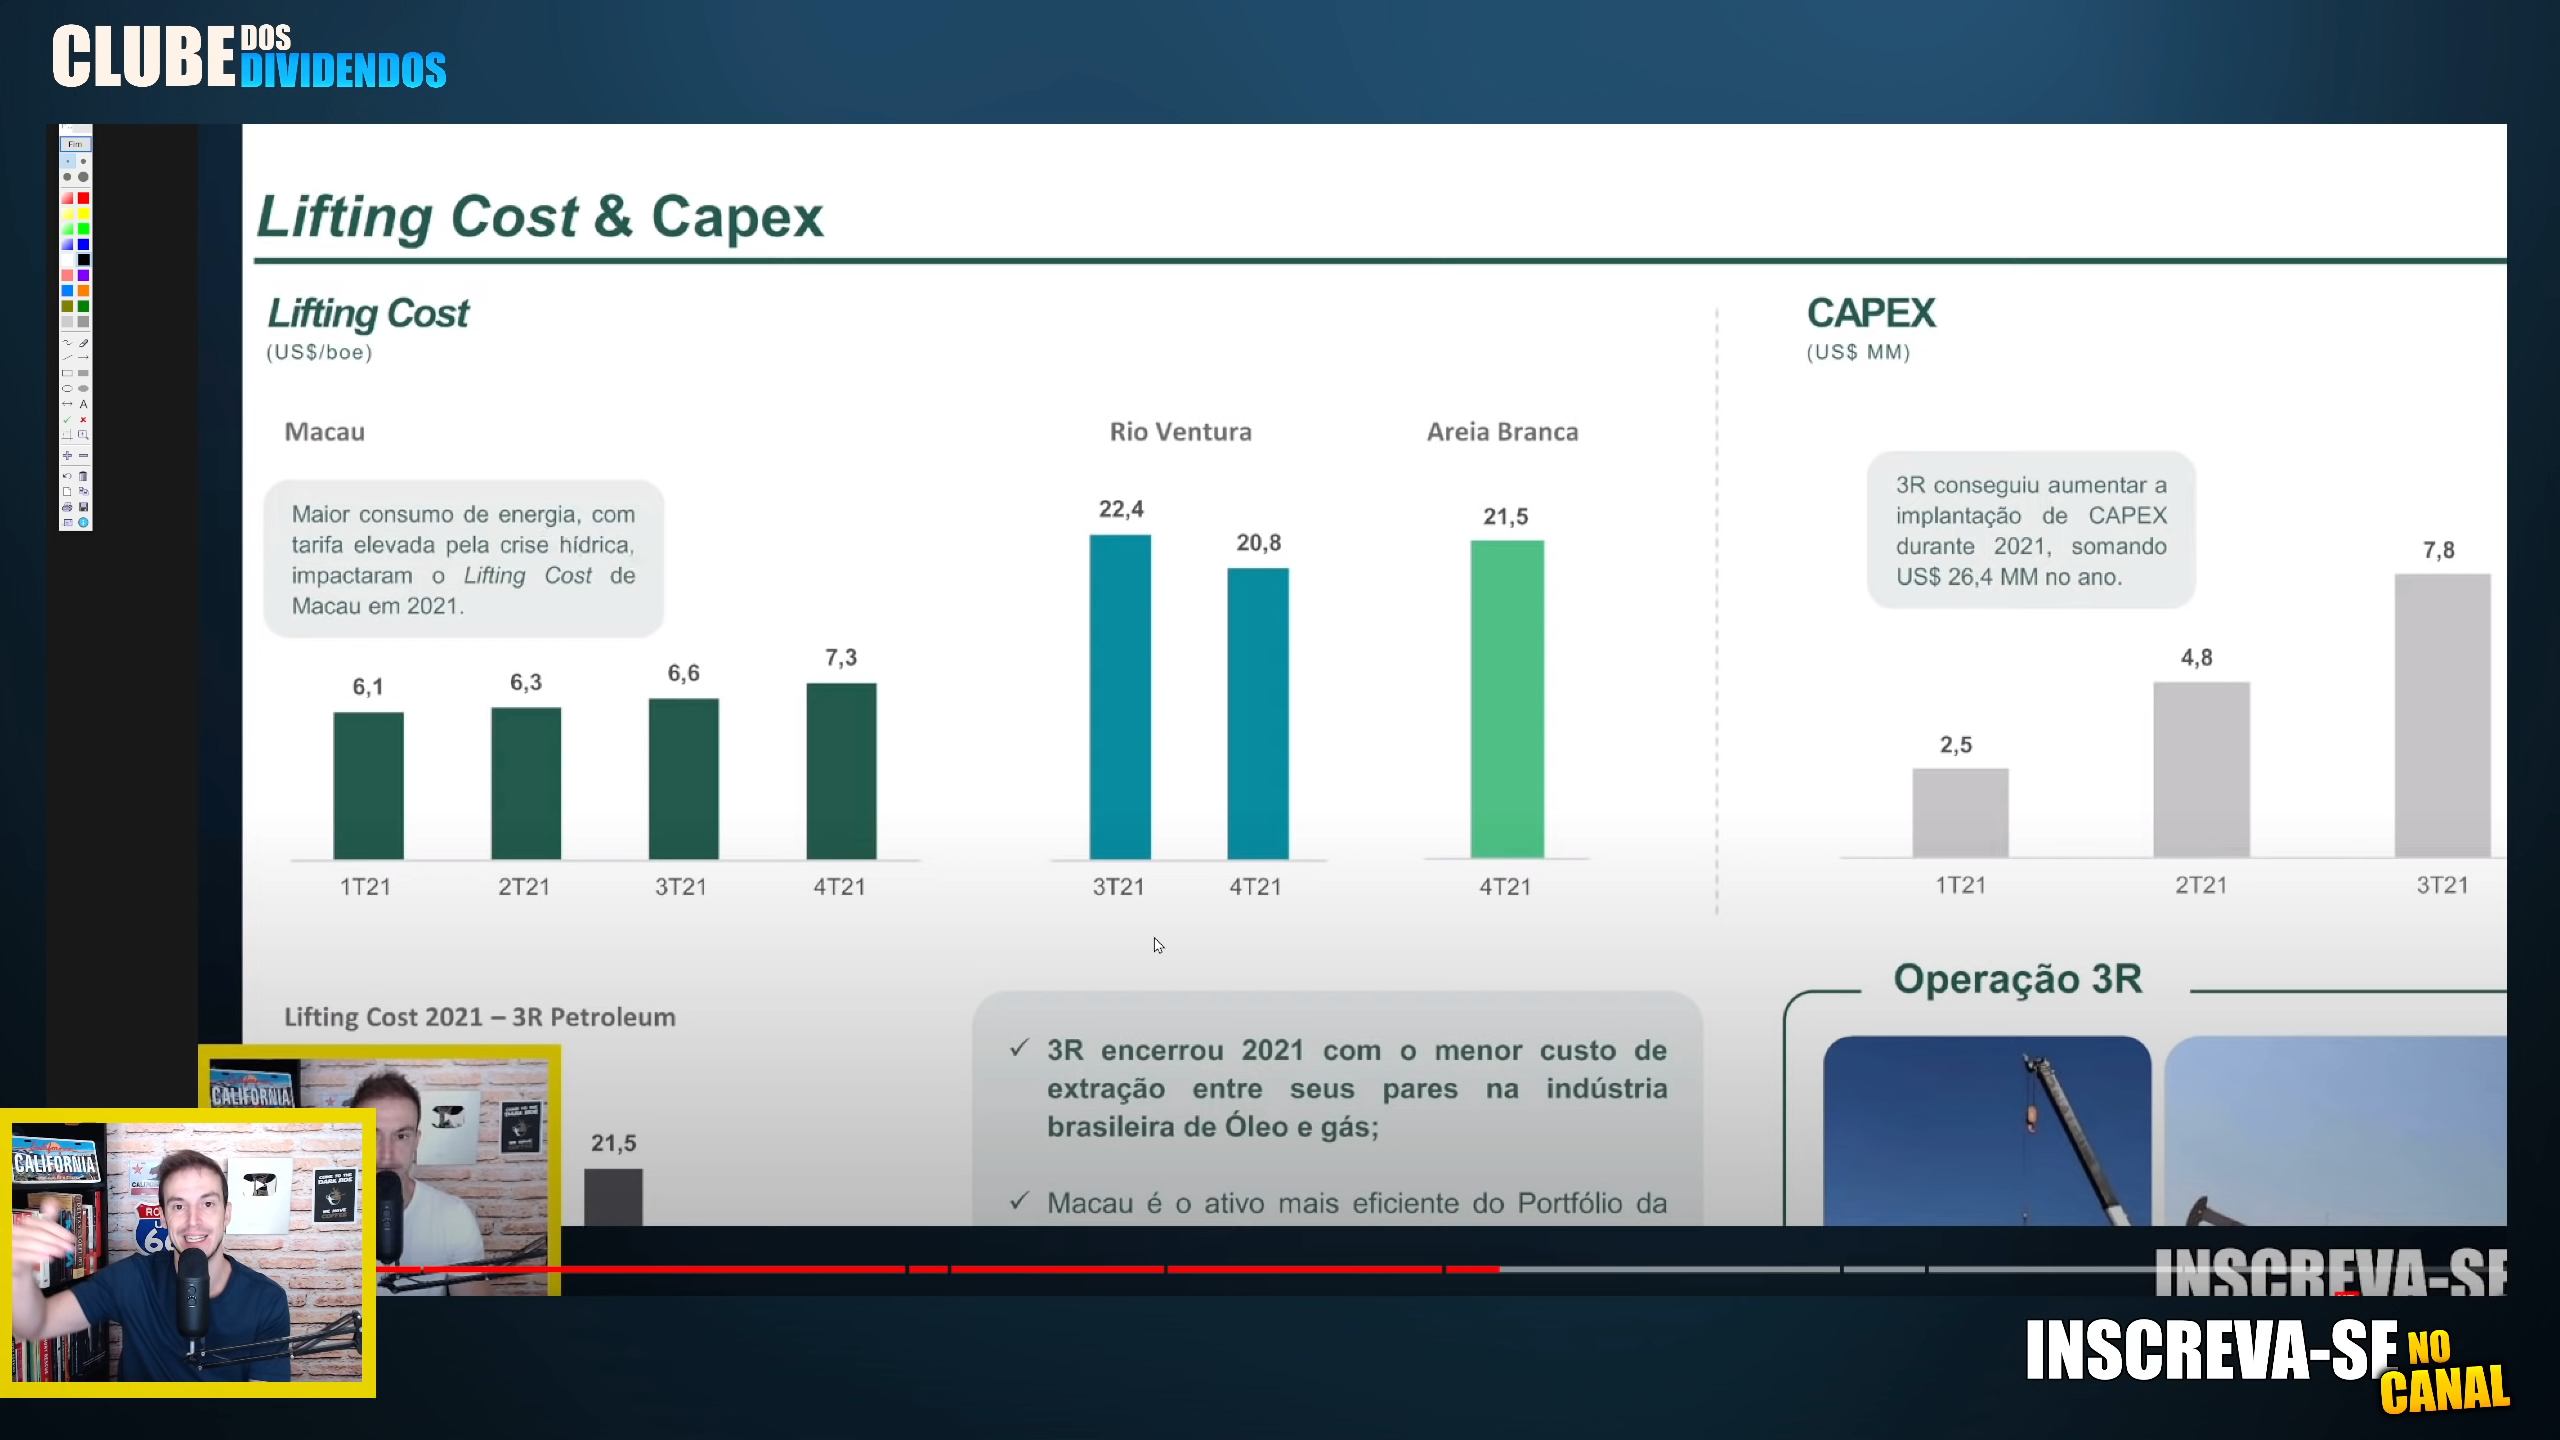 CLUBE DOS DIVIDENDOS
Fim
Lifting Cost & Capex
Lifting Cost
(US$/boe)
Macau
Maior consumo de energia, com
tarifa elevada pela crise hídrica,
impactaram o Lifting Cost de
Macau em 2021.
6,1
6,3
6,6
7,3
1T21
2T21
3T21
4T21
Rio Ventura
22,4
20,8
3T21
4T21
Areia Branca
21,5
4T21
CAPEX
(US$ MM)
3R conseguiu aumentar a
implantação de CAPEX
durante 2021, somando
US$ 26,4 MM no ano.
2,5
4,8
7,8
1T21
2T21
3T21
Lifting Cost 2021 – 3R Petroleum
21,5
✓ 3R encerrou 2021 com o menor custo de
extração entre seus pares na indústria
brasileira de Óleo e gás;
✓ Macau é o ativo mais eficiente do Portfólio da
Operação 3R
CALIFORNIA
CALIFORNIA
INSCREVA-SE
INSCREVA-SE NO
CANAL